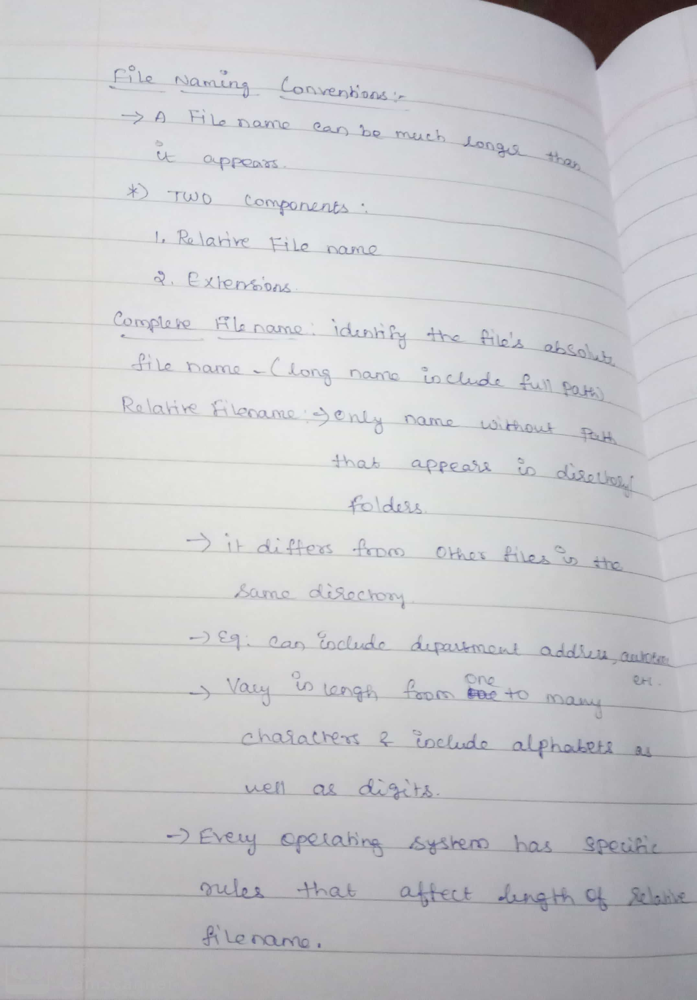 File Naming Conventions :-
→ A File name can be much longer than
it appears.
*) TWO Components :
1. Relative File name
2. Extensions.
Complete File name : identify the file's absolute
file name - (long name include full path)
Relative Filename : → only name without path
that appears in directory/
folders.
→ it differs from other files in the
same directory.
→ Eg: can include department address,
etc.
→ Vary in lengh from one to many
characters & include alphabets as
well as digits.
→ Every operating system has specific
rules that affect length of relative
filename.